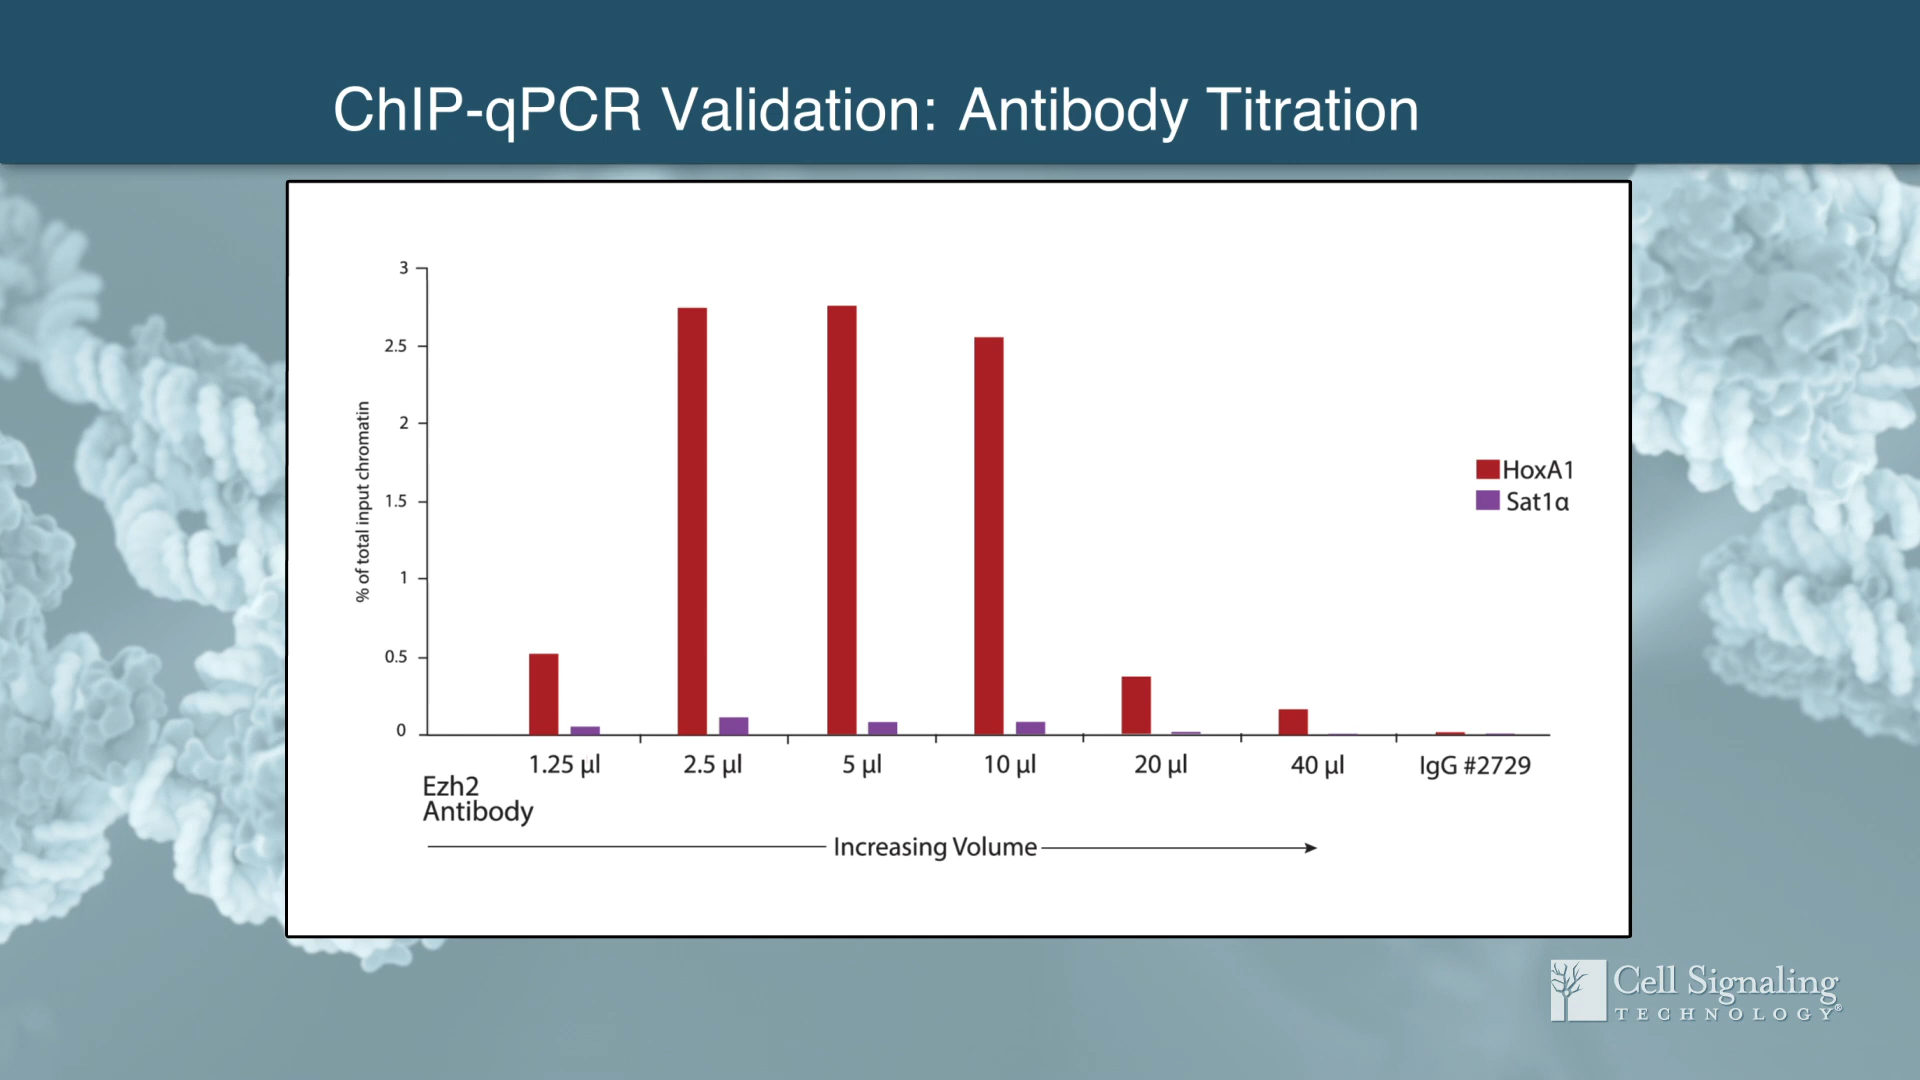 ChIP-qPCR Validation: Antibody Titration
3
2.5
2
1.5
1
0.5
0
% of total input chromatin
HoxA1
Sat1α
1.25 µl 2.5 µl 5 µl 10 µl 20 µl 40 µl IgG #2729
Ezh2
Antibody
Increasing Volume
Cell Signaling
TECHNOLOGY®